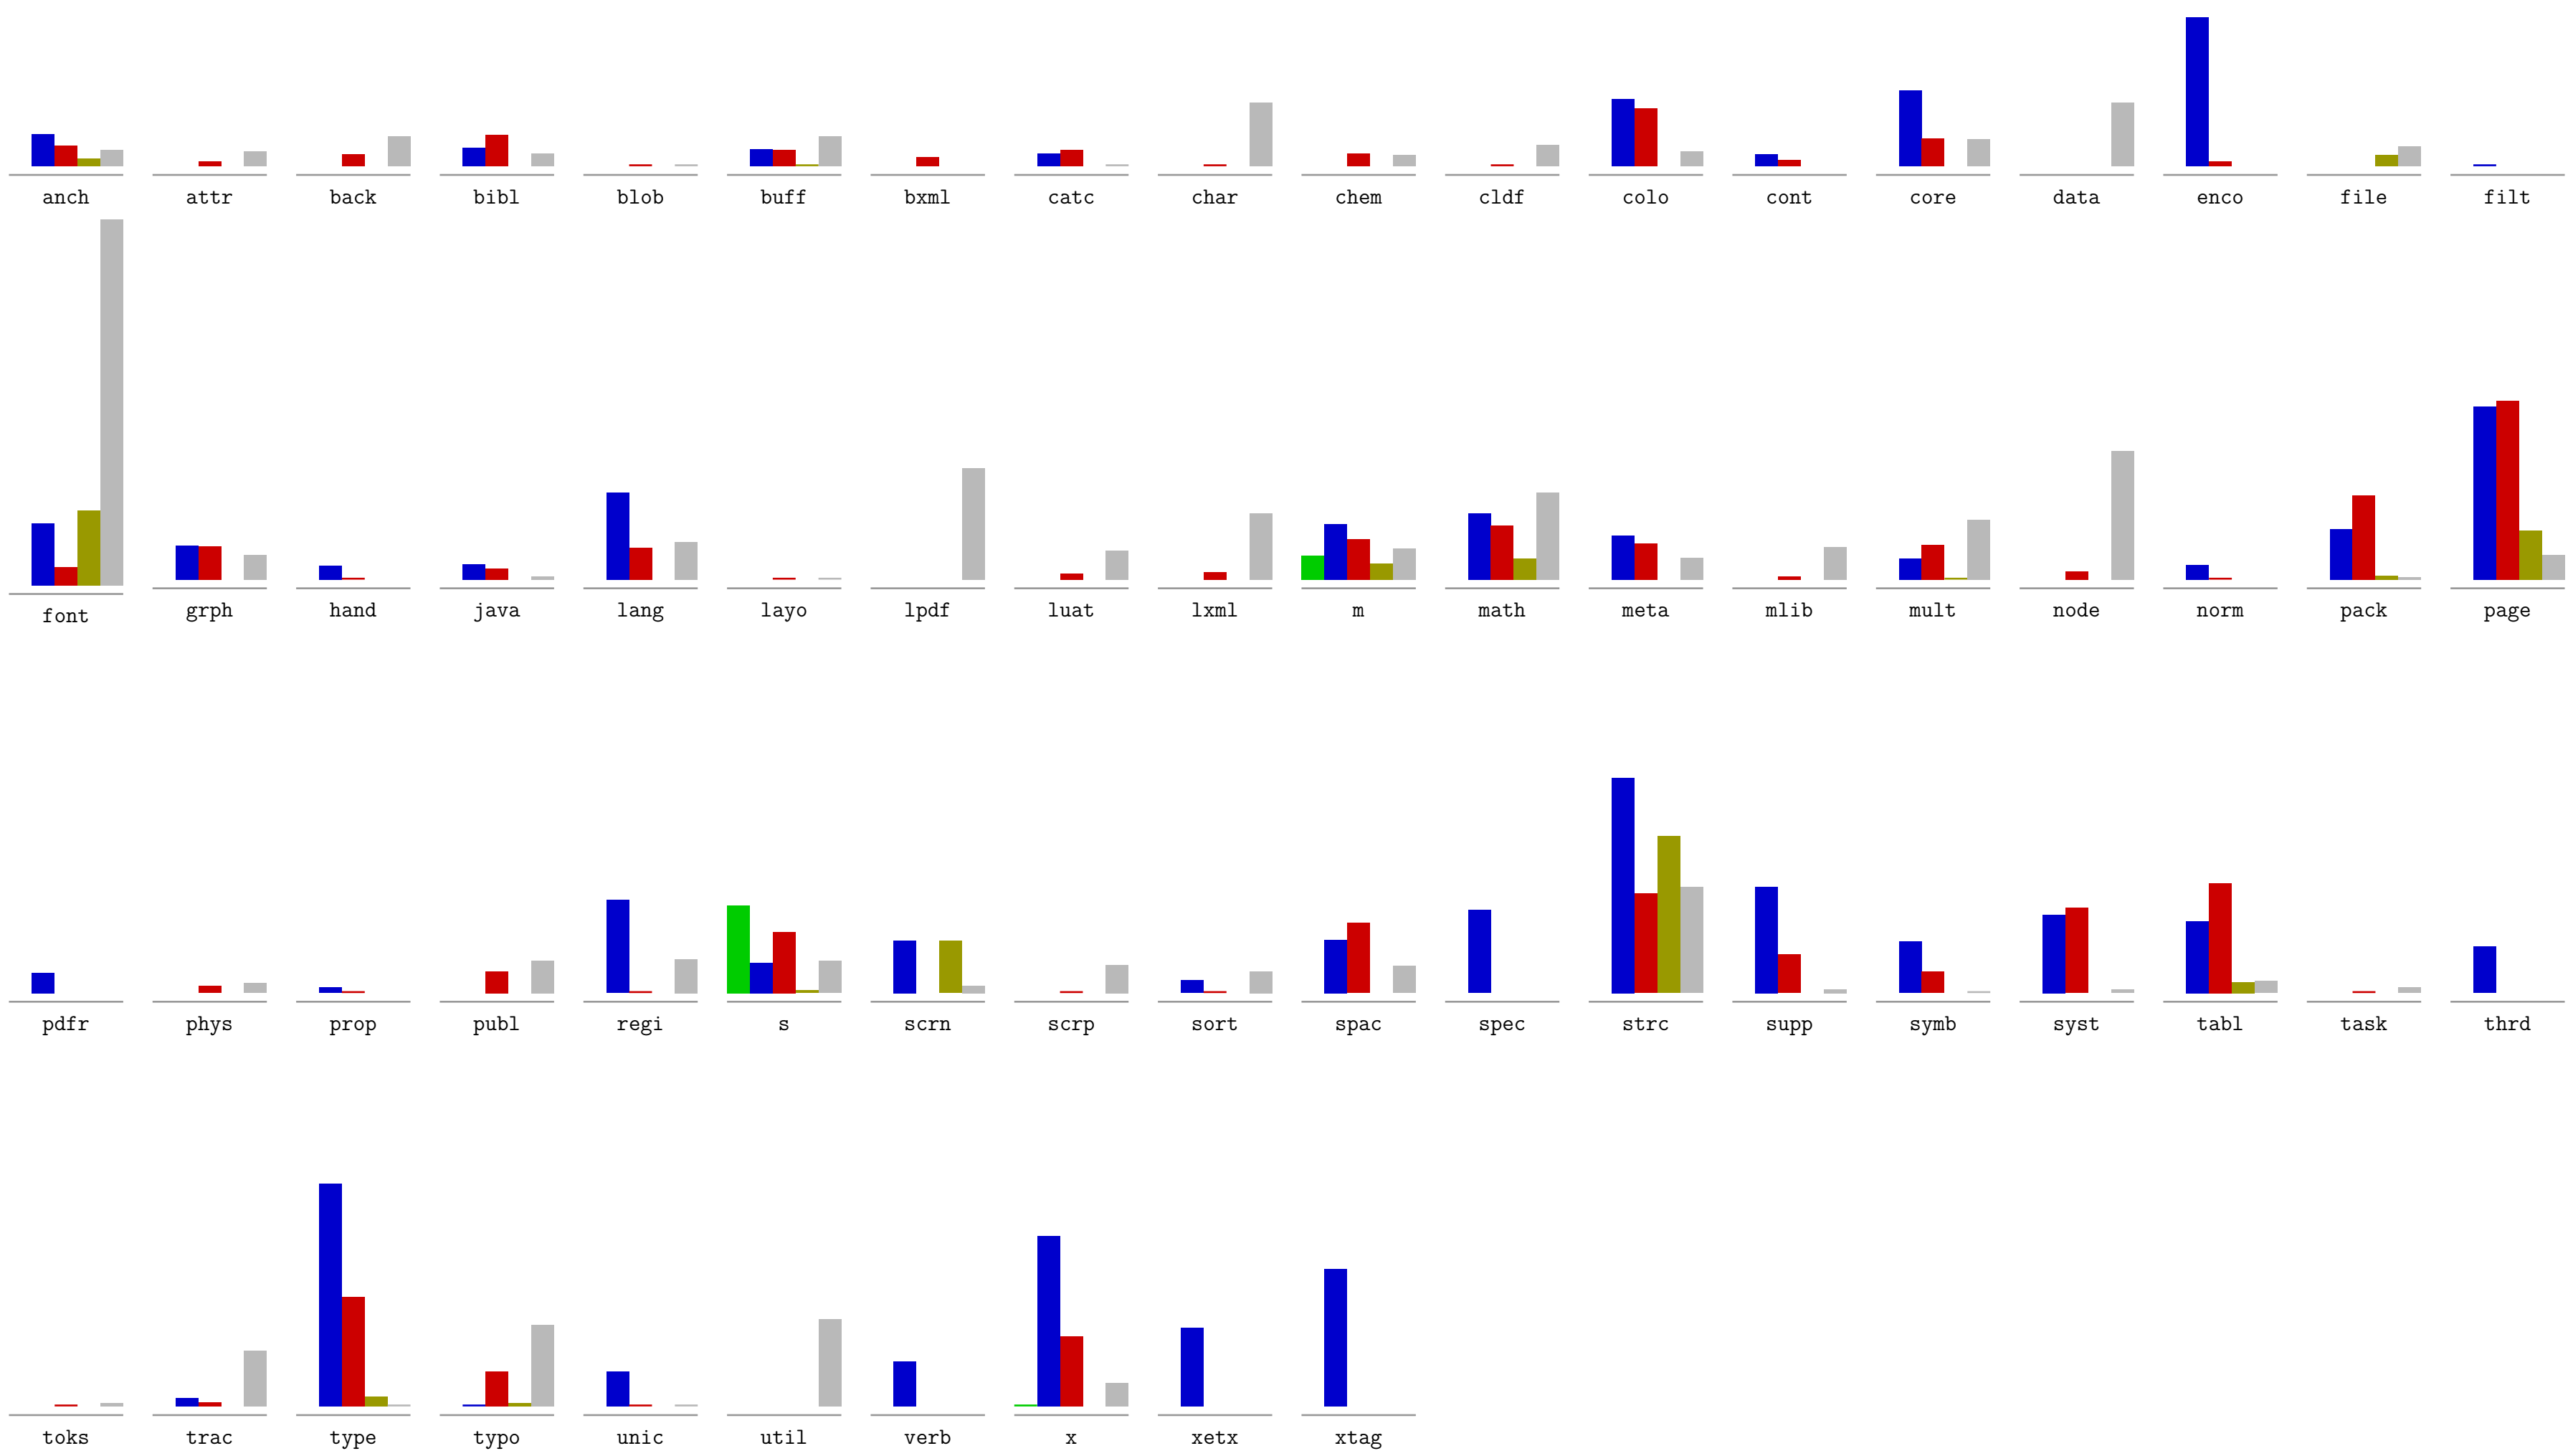 anch attr back bibl blob buff bxml catc char chem cldf colo cont core data enco file filt
font grph hand java lang layo lpdf luat lxml m math meta mlib mult node norm pack page
pdfr phys prop publ regi s scrn scrp sort spac spec strc supp symb syst tabl task thrd
toks trac type typo unic util verb x xetx xtag